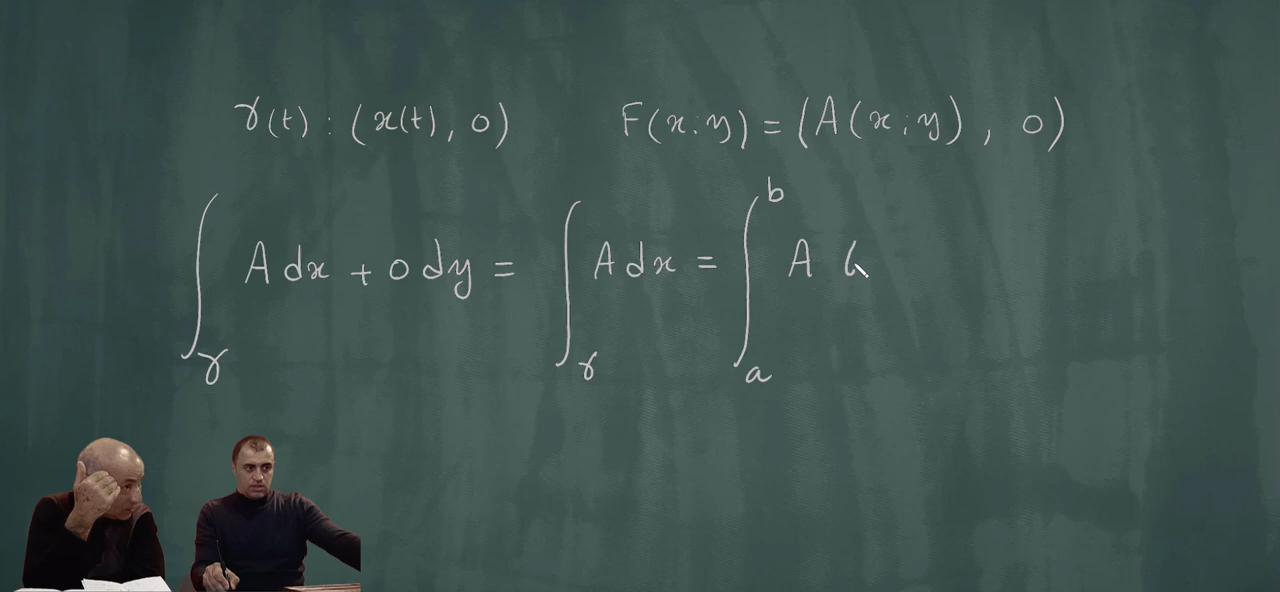 γ(t) : (x(t), 0) F(x;y) = (A(x;y), 0)
∫_γ A dx + 0 dy = ∫_γ A dx = ∫_a^b A (